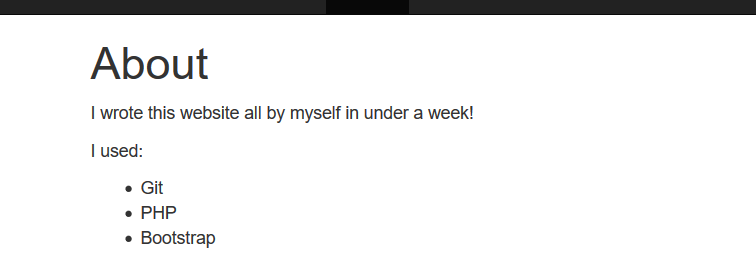 About
I wrote this website all by myself in under a week!
I used:
Git
PHP
Bootstrap